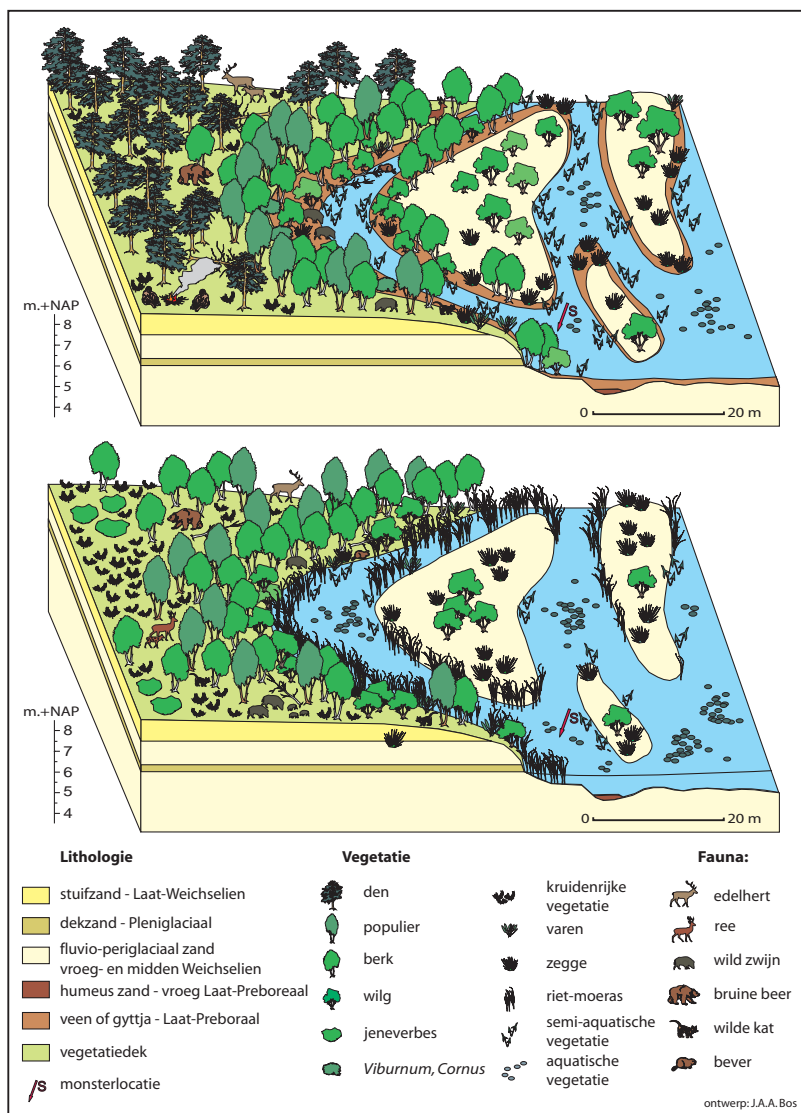 m.+NAP
8
7
6
5
4
S
0 20 m
m.+NAP
8
7
6
5
4
S
0 20 m
Lithologie
stuifzand - Laat-Weichselien
dekzand - Pleniglaciaal
fluvio-periglaciaal zand
vroeg- en midden Weichselien
humeus zand - vroeg Laat-Preboreaal
veen of gyttja - Laat-Preboraal
vegetatiedek
S monsterlocatie
Vegetatie
den
populier
berk
wilg
jeneverbes
Viburnum, Cornus
kruidenrijke
vegetatie
varen
zegge
riet-moeras
semi-aquatische
vegetatie
aquatische
vegetatie
Fauna:
edelhert
ree
wild zwijn
bruine beer
wilde kat
bever
ontwerp: J.A.A. Bos